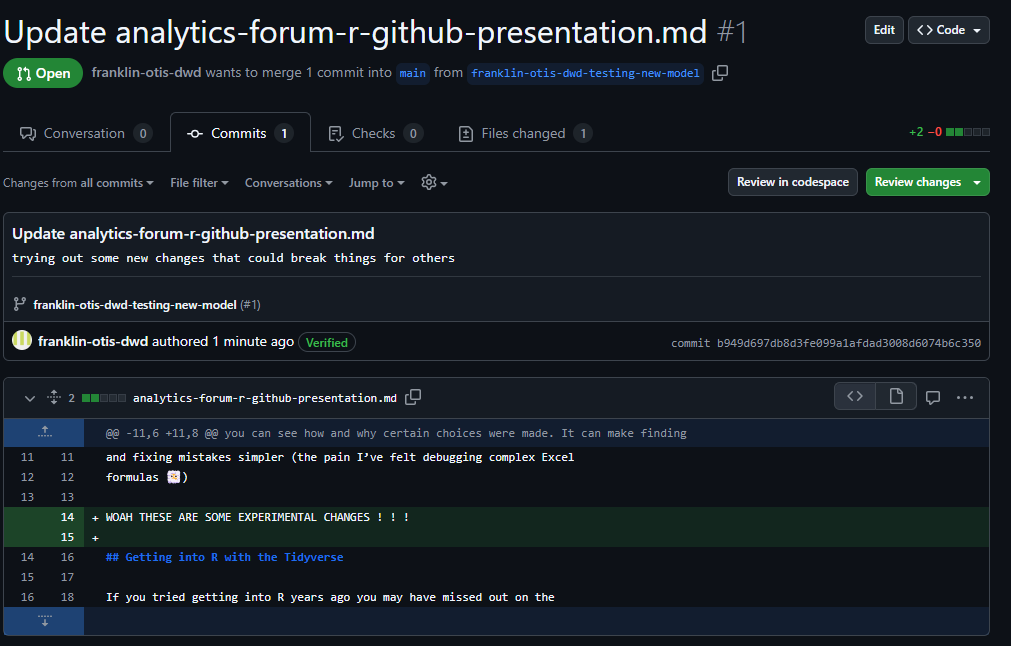 Update analytics-forum-r-github-presentation.md #1
Edit
<> Code
Open
franklin-otis-dwd wants to merge 1 commit into main from franklin-otis-dwd-testing-new-model
Conversation 0
Commits 1
Checks 0
Files changed 1
+2 −0
Changes from all commits
File filter
Conversations
Jump to
Review in codespace
Review changes
Update analytics-forum-r-github-presentation.md
trying out some new changes that could break things for others
franklin-otis-dwd-testing-new-model (#1)
franklin-otis-dwd authored 1 minute ago Verified
commit b949d697db8d3fe099a1afdad3008d6074b6c350
2 analytics-forum-r-github-presentation.md
@@ -11,6 +11,8 @@ you can see how and why certain choices were made. It can make finding
11 11 and fixing mistakes simpler (the pain I’ve felt debugging complex Excel
12 12 formulas )
13 13
14 + WOAH THESE ARE SOME EXPERIMENTAL CHANGES ! ! !
15 +
14 16 ## Getting into R with the Tidyverse
15 17
16 18 If you tried getting into R years ago you may have missed out on the